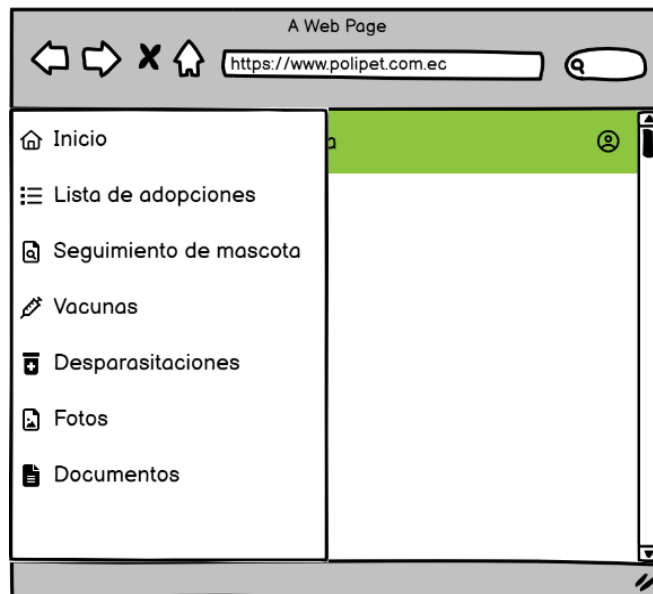 A Web Page
https://www.polipet.com.ec
Inicio
a
Lista de adopciones
Seguimiento de mascota
Vacunas
Desparasitaciones
Fotos
Documentos